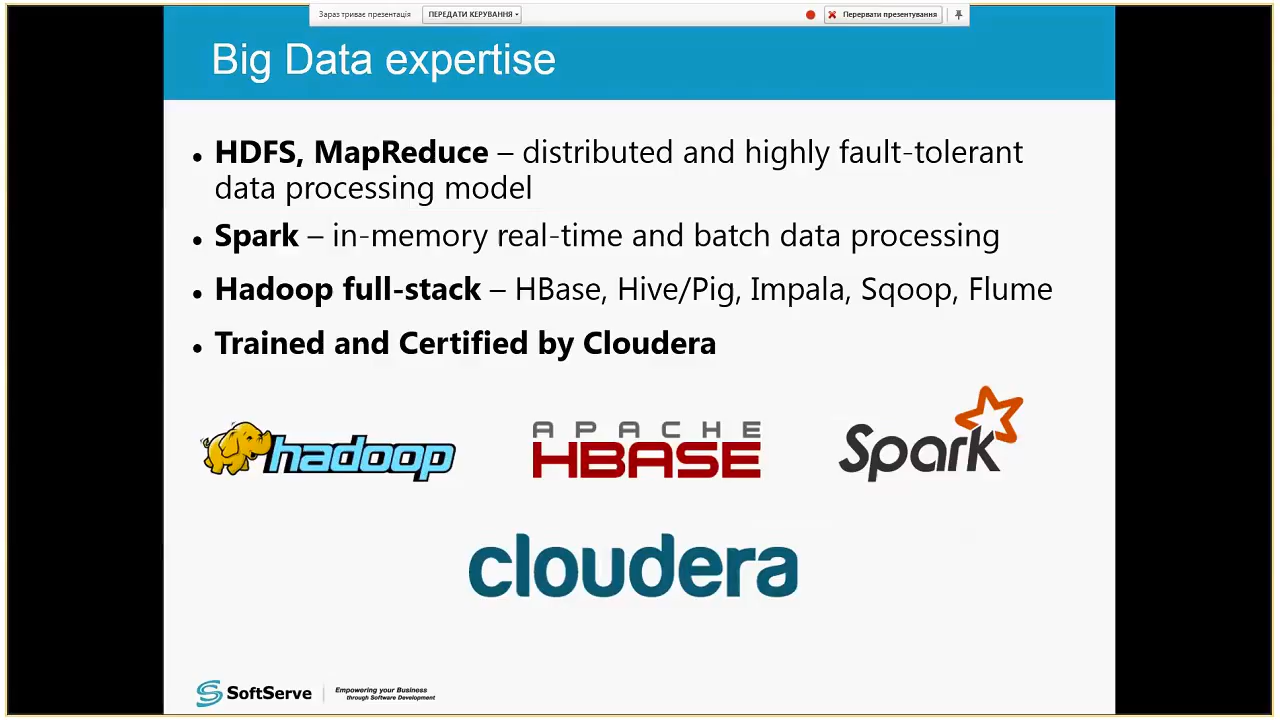 Зараз триває презентація
ПЕРЕДАТИ КЕРУВАННЯ
Перервати презентування
Big Data expertise
• HDFS, MapReduce – distributed and highly fault-tolerant
data processing model
• Spark – in-memory real-time and batch data processing
• Hadoop full-stack – HBase, Hive/Pig, Impala, Sqoop, Flume
• Trained and Certified by Cloudera
hadoop
APACHE
HBASE
Spark
cloudera
SoftServe
Empowering your Business
through Software Development